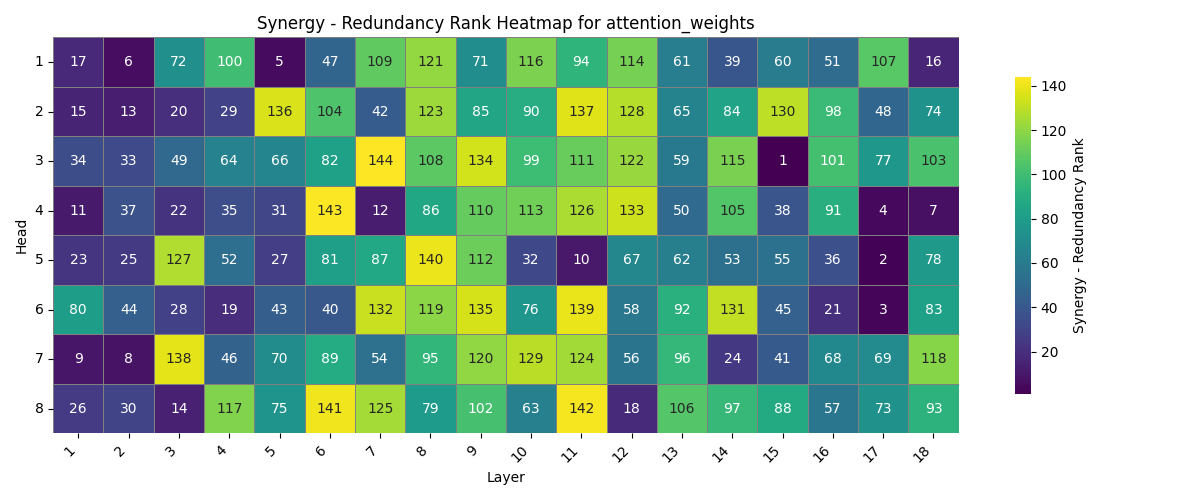 Synergy - Redundancy Rank Heatmap for attention_weights
Head
1 17 6 72 100 5 47 109 121 71 116 94 114 61 39 60 51 107 16
2 15 13 20 29 136 104 42 123 85 90 137 128 65 84 130 98 48 74
3 34 33 49 64 66 82 144 108 134 99 111 122 59 115 1 101 77 103
4 11 37 22 35 31 143 12 86 110 113 126 133 50 105 38 91 4 7
5 23 25 127 52 27 81 87 140 112 32 10 67 62 53 55 36 2 78
6 80 44 28 19 43 40 132 119 135 76 139 58 92 131 45 21 3 83
7 9 8 138 46 70 89 54 95 120 129 124 56 96 24 41 68 69 118
8 26 30 14 117 75 141 125 79 102 63 142 18 106 97 88 57 73 93
1 2 3 4 5 6 7 8 9 10 11 12 13 14 15 16 17 18
Layer
140
120
100
80
60
40
20
Synergy - Redundancy Rank